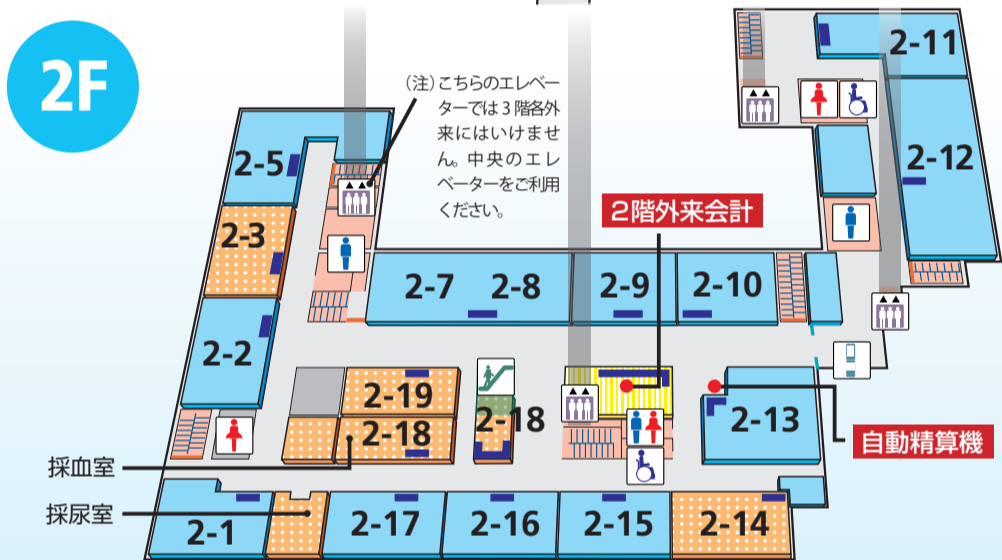 2F
(注)こちらのエレベー
ターでは3階各外
来にはいけませ
ん。中央のエレ
ベーターをご利用
ください。
2-11
2-12
2-5
2-3
2-2
2階外来会計
2-7
2-8
2-9
2-10
2-19
2-18
2-18
2-13
自動精算機
採血室
採尿室
2-1
2-17
2-16
2-15
2-14